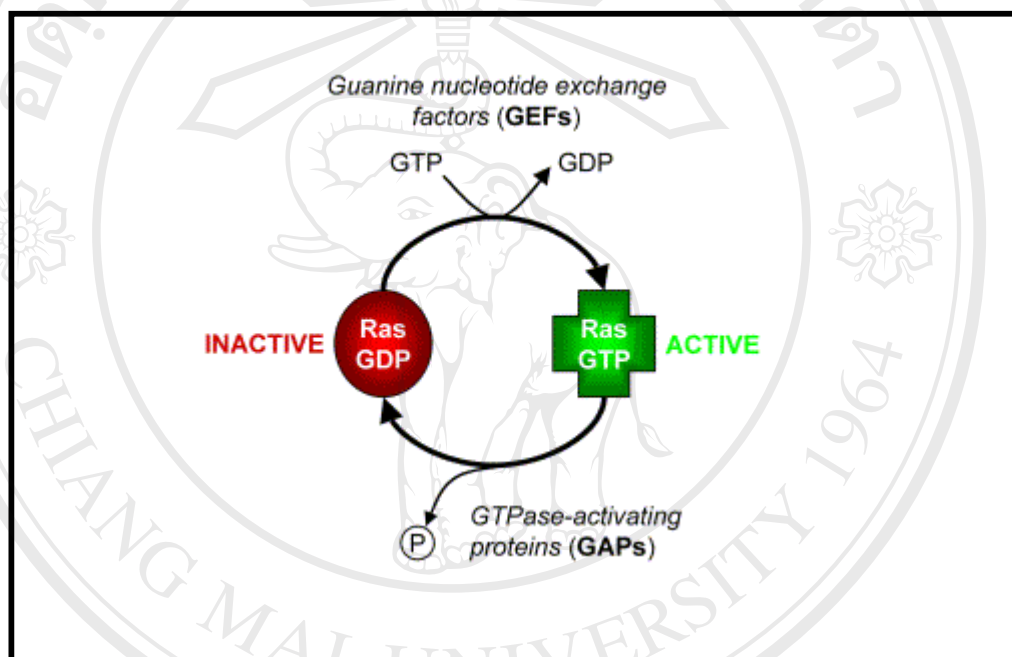 Guanine nucleotide exchange
factors (GEFs)
GTP GDP
INACTIVE Ras GDP Ras GTP ACTIVE
P GTPase-activating
proteins (GAPs)
CHIANG MAI UNIVERSITY 1964